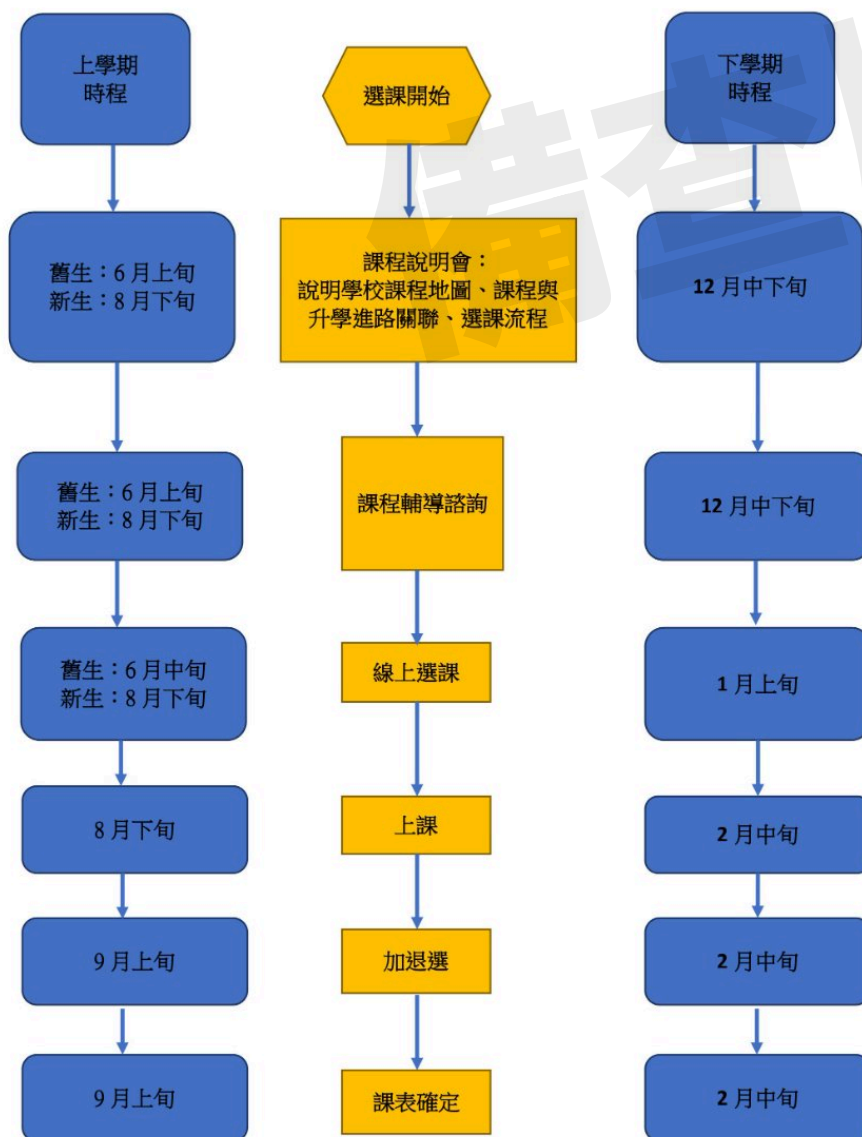 上學期
時程
選課開始
下學期
時程
舊生：6 月上旬
新生：8 月下旬
課程說明會：
說明學校課程地圖、課程與
升學進路關聯、選課流程
12 月中下旬
舊生：6 月上旬
新生：8 月下旬
課程輔導諮詢
12 月中下旬
舊生：6 月中旬
新生：8 月下旬
線上選課
1 月上旬
8 月下旬
上課
2 月中旬
9 月上旬
加退選
2 月中旬
9 月上旬
課表確定
2 月中旬
備查